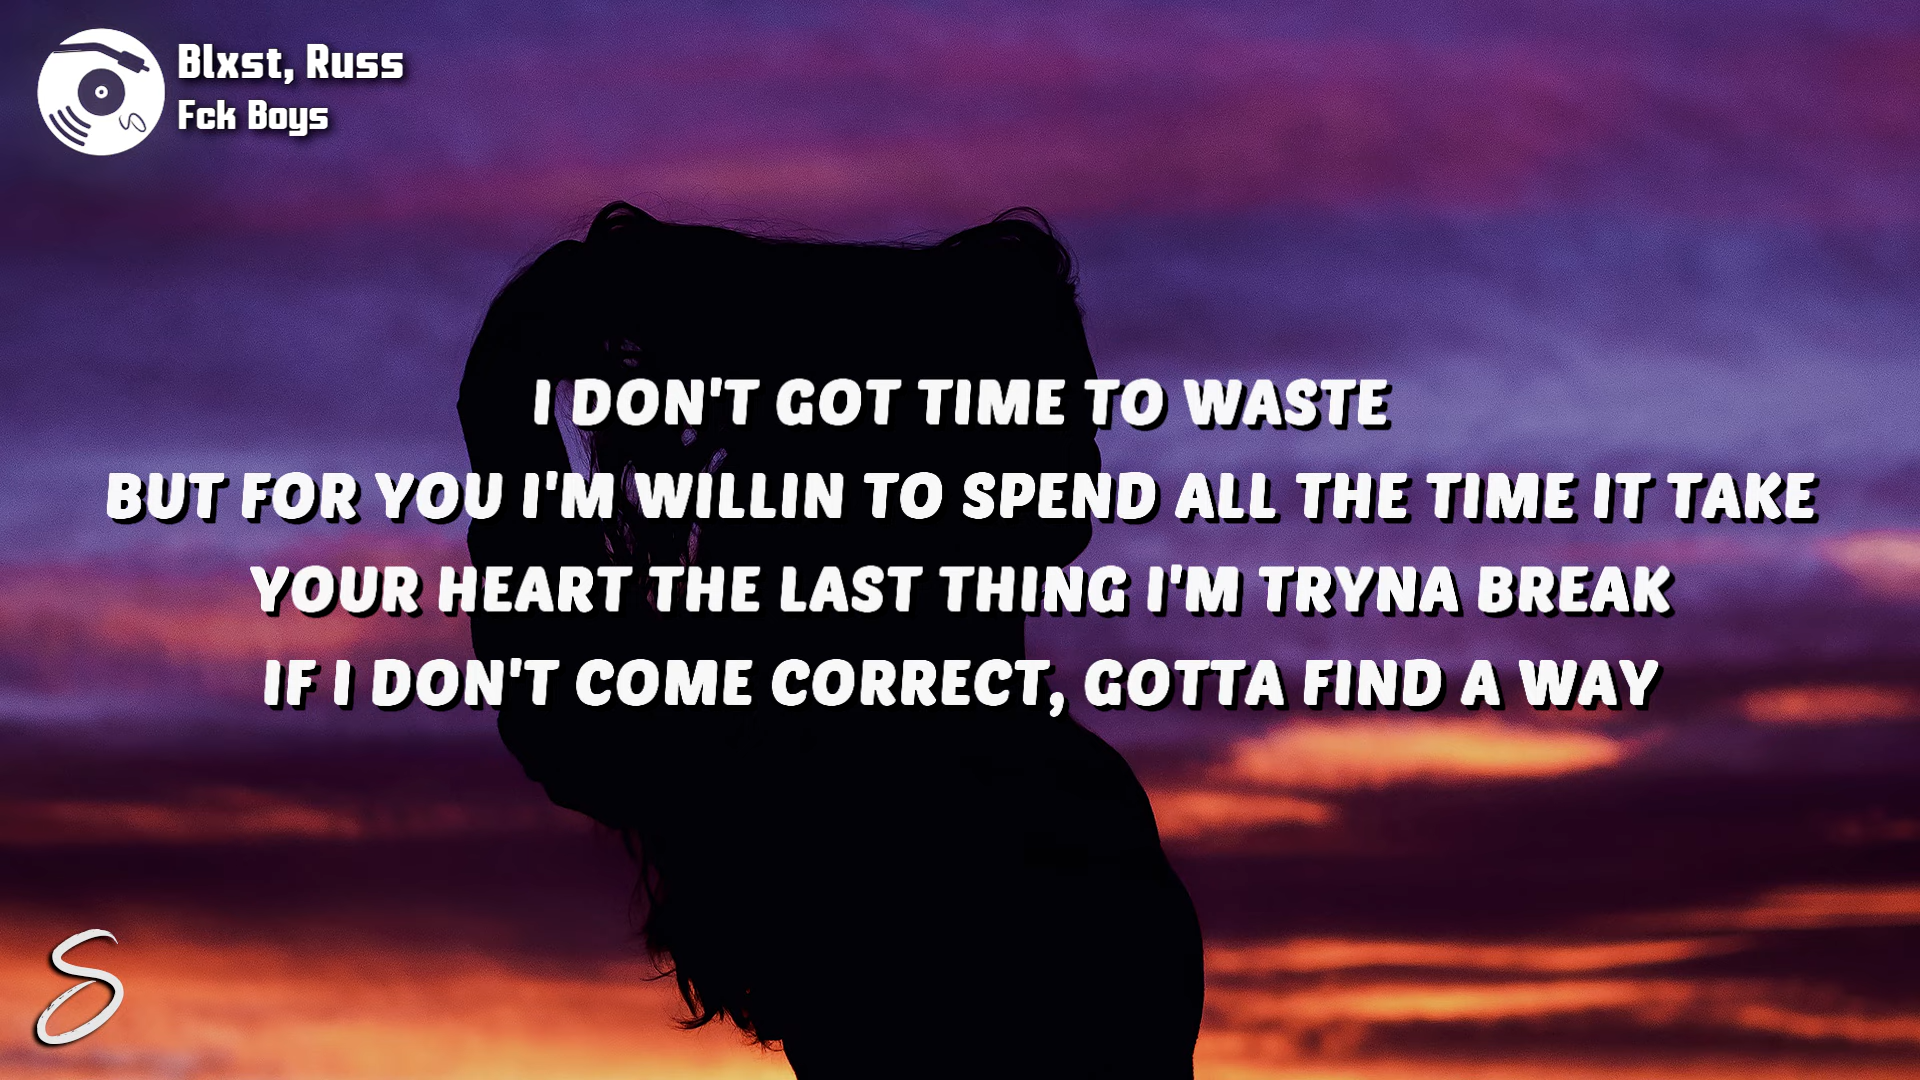 Blxst, Russ
Fck Boys
I DON'T GOT TIME TO WASTE
BUT FOR YOU I'M WILLIN TO SPEND ALL THE TIME IT TAKE
YOUR HEART THE LAST THING I'M TRYNA BREAK
IF I DON'T COME CORRECT, GOTTA FIND A WAY
S